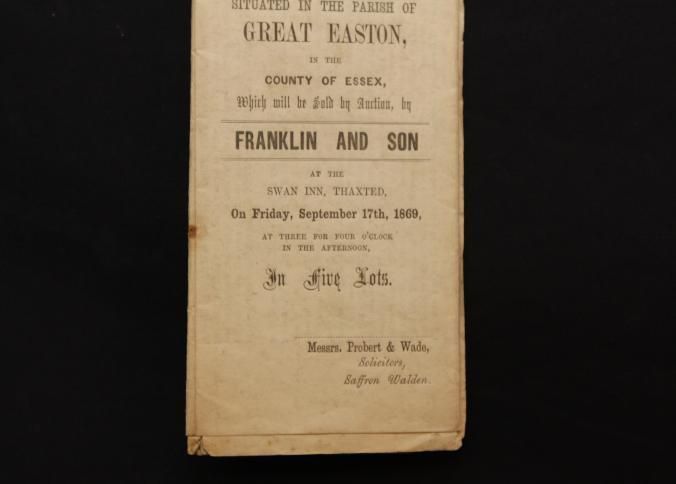 SITUATED IN THE PARISH OF
GREAT EASTON,
IN THE
COUNTY OF ESSEX,
Which will be Sold by Auction, by
FRANKLIN AND SON
AT THE
SWAN INN, THAXTED,
On Friday, September 17th, 1869,
AT THREE FOR FOUR O'CLOCK
IN THE AFTERNOON,
In Five Lots.
Messrs. Probert & Wade,
Solicitors,
Saffron Walden.